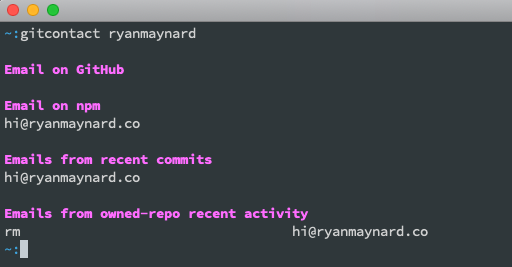 ~:gitcontact ryanmaynard
Email on GitHub
Email on npm
hi@ryanmaynard.co
Emails from recent commits
hi@ryanmaynard.co
Emails from owned-repo recent activity
rm hi@ryanmaynard.co
~: